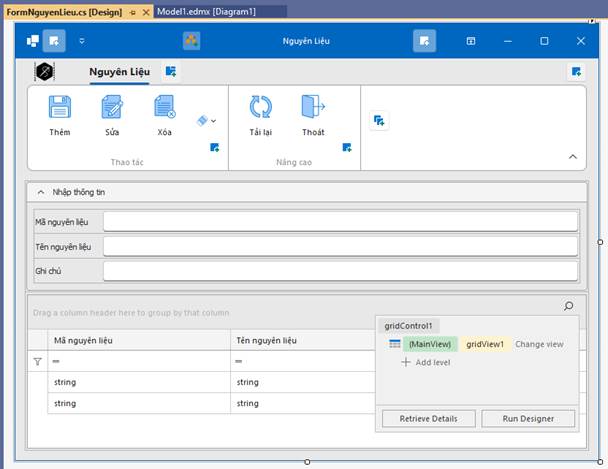 FormNguyenLieu.cs [Design]
Model1.edmx [Diagram1]
Nguyên Liệu
Nguyên Liệu
Thêm
Sửa
Xóa
Tải lại
Thoát
Thao tác
Nâng cao
Nhập thông tin
Mã nguyên liệu
Tên nguyên liệu
Ghi chú
Drag a column header here to group by that column
gridControl1
Mã nguyên liệu
Tên nguyên liệu
(MainView) gridView1 Change view
=
=
Add level
string
string
string
string
Retrieve Details
Run Designer